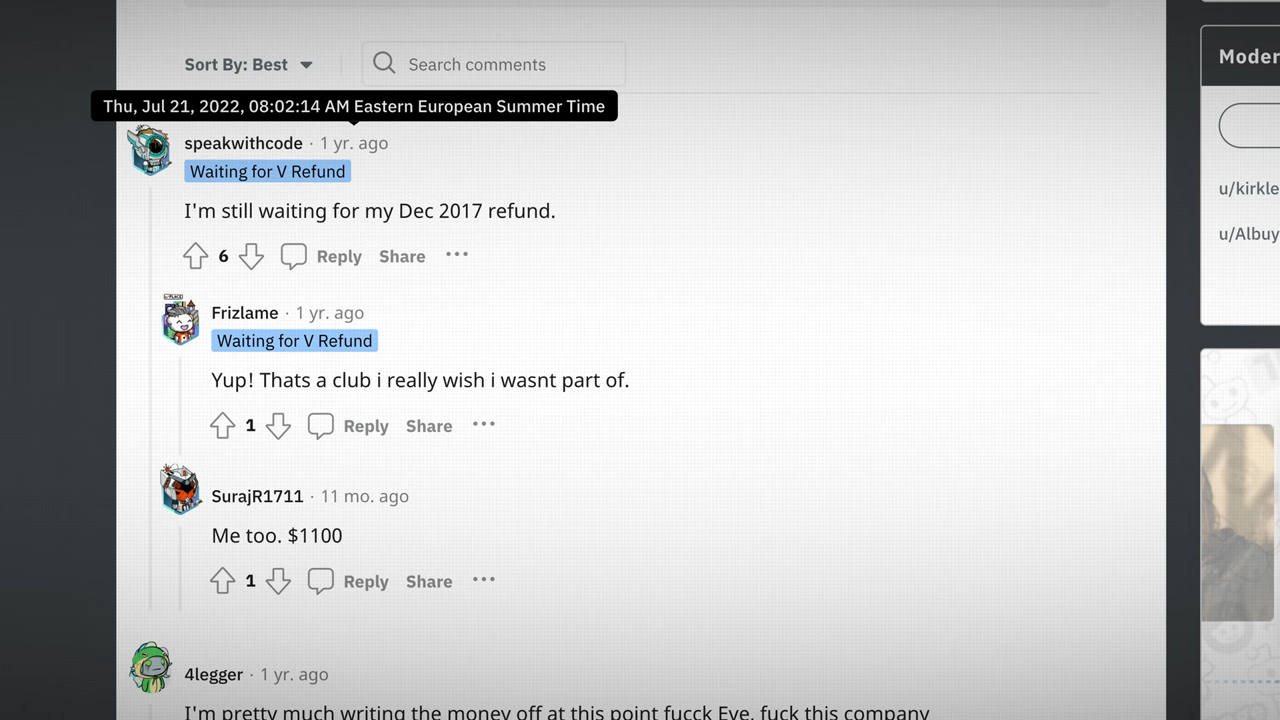 Sort By: Best
Search comments
Moder
Thu, Jul 21, 2022, 08:02:14 AM Eastern European Summer Time
speakwithcode · 1 yr. ago
Waiting for V Refund
I'm still waiting for my Dec 2017 refund.
6 Reply Share ···
Frizlame · 1 yr. ago
Waiting for V Refund
Yup! Thats a club i really wish i wasnt part of.
1 Reply Share ···
SurajR1711 · 11 mo. ago
Me too. $1100
1 Reply Share ···
4legger · 1 yr. ago
I'm pretty much writing the money off at this point fucck Eve, fuck this company
u/kirkle
u/Albuy